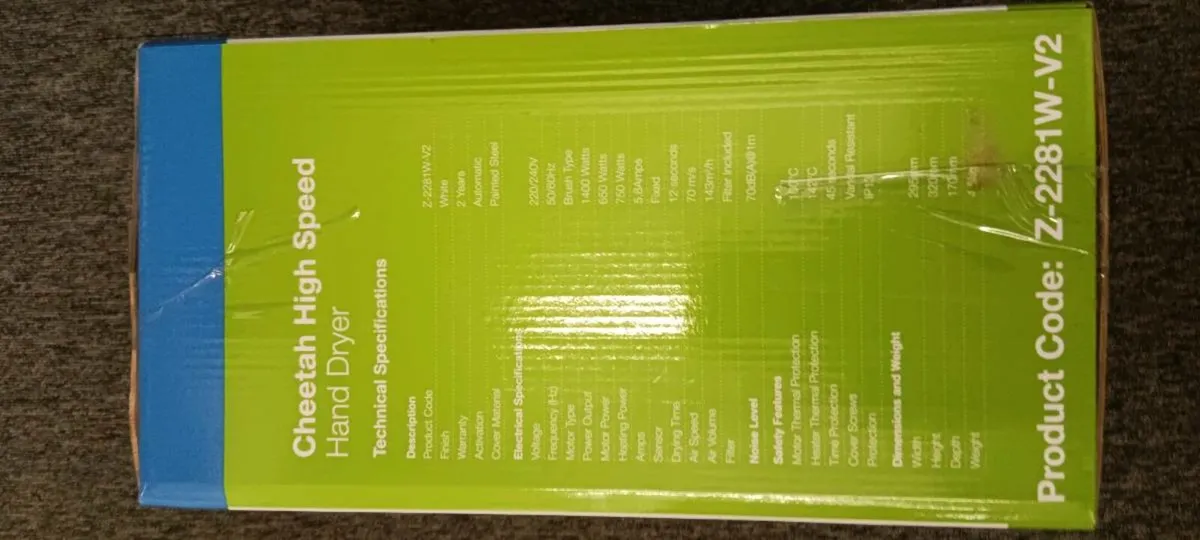 Cheetah High Speed
Hand Dryer
Technical Specifications
Description
Product Code Z-2281W-V2
Finish White
Warranty 2 Years
Activation Automatic
Cover Material Painted Steel
Electrical Specifications
Voltage 220/240V
Frequency (Hz) 50/60Hz
Motor Type Brush Type
Power Output 1400 Watts
Motor Power 650 Watts
Heating Power 750 Watts
Amps 5.8Amps
Sensor Fixed
Drying Time 12 seconds
Air Speed 70 m/s
Air Volume 143m³/h
Filter Filter Included
Noise Level 70dB(A)@1m
Safety Features
Motor Thermal Protection
Heater Thermal Protection
Time Protection 45 seconds
Cover Screws Vandal Resistant
Protection
Dimensions and Weight
Width
Height
Depth
Weight
Product Code: Z-2281W-V2